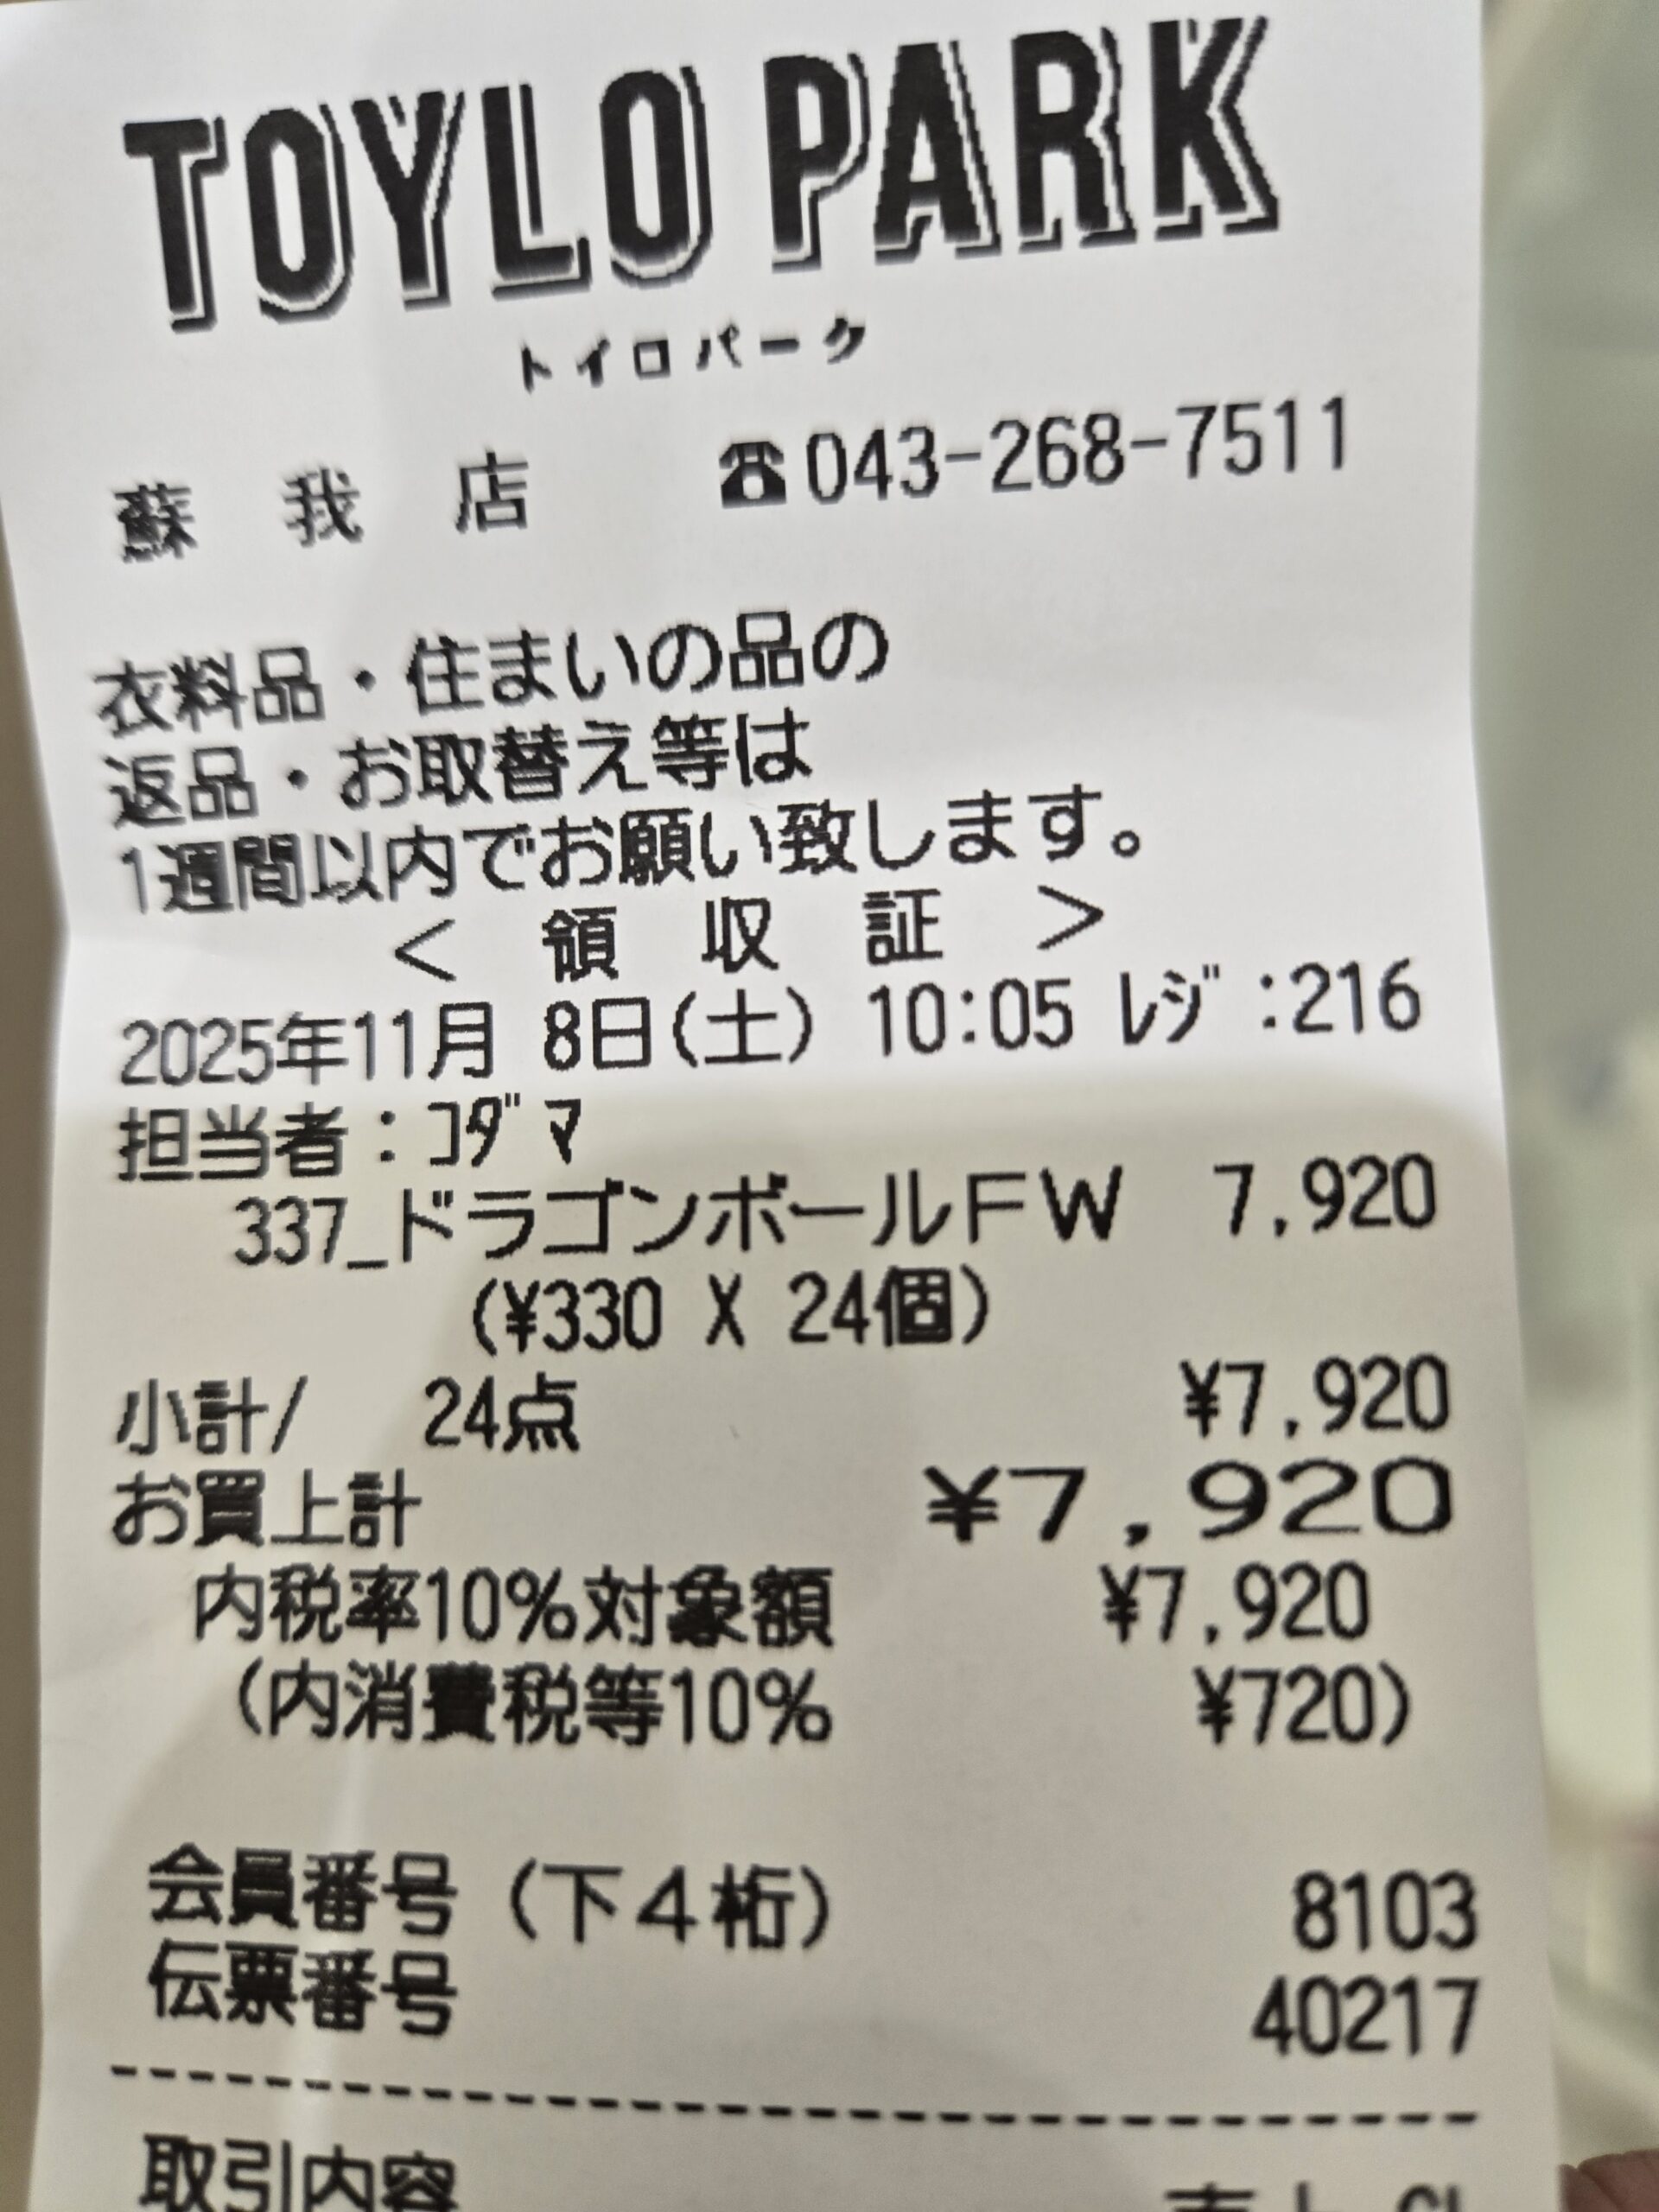 TOYLO PARK
トイロパーク
蘇 我 店 ☎043-268-7511
衣料品・住まいの品の
返品・お取替え等は
1週間以内でお願い致します。
< 領 収 証 >
2025年11月 8日(土) 10:05 ﾚｼﾞ:216
担当者:ｺﾀﾞﾏ
337_ドラゴンボールＦＷ 7,920
(¥330 X 24個)
小計/ 24点 ¥7,920
お買上計 ¥7,920
内税率10%対象額 ¥7,920
(内消費税等10% ¥720)
会員番号（下４桁） 8103
伝票番号 40217
取引内容